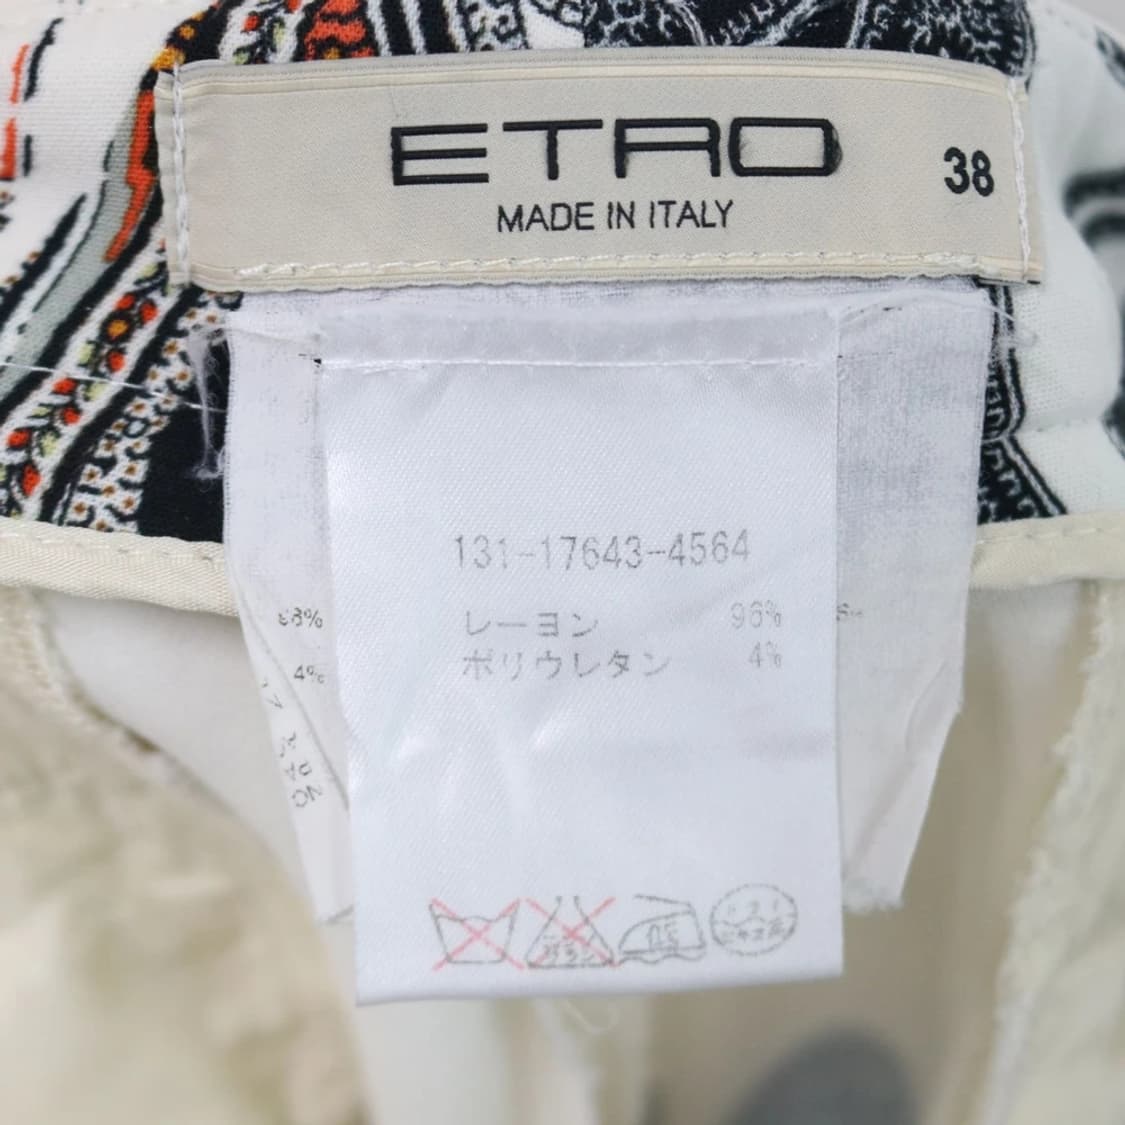 ETRO
MADE IN ITALY
38
131-17643-4564
レーヨン 96%
ポリウレタン 4%
4%